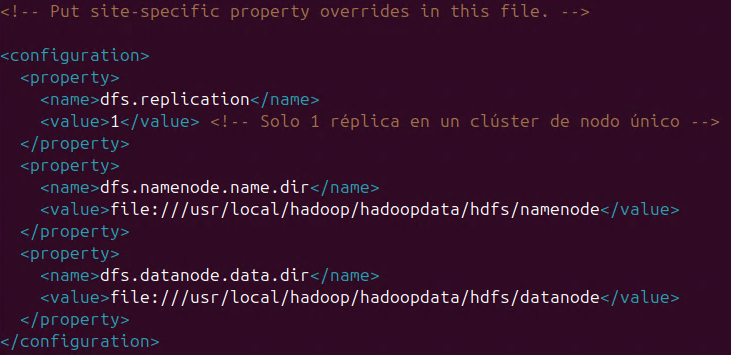 <!-- Put site-specific property overrides in this file. -->
<configuration>
<property>
<name>dfs.replication</name>
<value>1</value> <!-- Solo 1 réplica en un clúster de nodo único -->
</property>
<property>
<name>dfs.namenode.name.dir</name>
<value>file:///usr/local/hadoop/hadoopdata/hdfs/namenode</value>
</property>
<property>
<name>dfs.datanode.data.dir</name>
<value>file:///usr/local/hadoop/hadoopdata/hdfs/datanode</value>
</property>
</configuration>